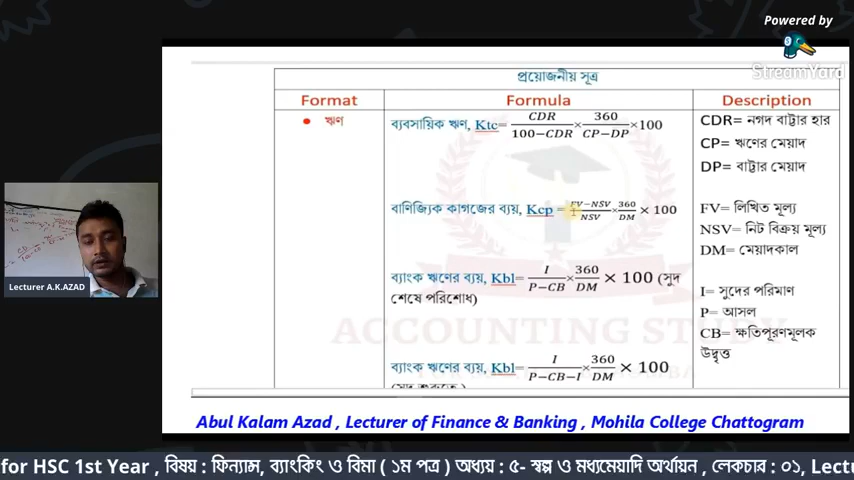 Powered by
StreamYard
প্রয়োজনীয় সূত্র
Format
Formula
Description
• ঋণ
ব্যবসায়িক ঋণ, Ktc= CDR/100−CDR × 360/CP−DP ×100
CDR= নগদ বাট্টার হার
CP= ঋণের মেয়াদ
DP= বাট্টার মেয়াদ
বাণিজ্যিক কাগজের ব্যয়, Kcp = FV−NSV/NSV × 360/DM × 100
FV= লিখিত মূল্য
NSV= নিট বিক্রয় মূল্য
DM= মেয়াদকাল
ব্যাংক ঋণের ব্যয়, Kbl= I/P−CB × 360/DM × 100 (সুদ
শেষে পরিশোধ)
I= সুদের পরিমাণ
P= আসল
CB= ক্ষতিপূরণমূলক
উদ্বৃত্ত
ব্যাংক ঋণের ব্যয়, Kbl= I/P−CB−I × 360/DM × 100
ACCOUNTING STUDY
Lecturer A.K.AZAD
Abul Kalam Azad , Lecturer of Finance & Banking , Mohila College Chattogram
for HSC 1st Year , বিষয় : ফিন্যান্স, ব্যাংকিং ও বিমা ( ১ম পত্র ) অধ্যয় : ৫- স্বল্প ও মধ্যমেয়াদি অর্থায়ন , লেকচার : ০১, Lectu